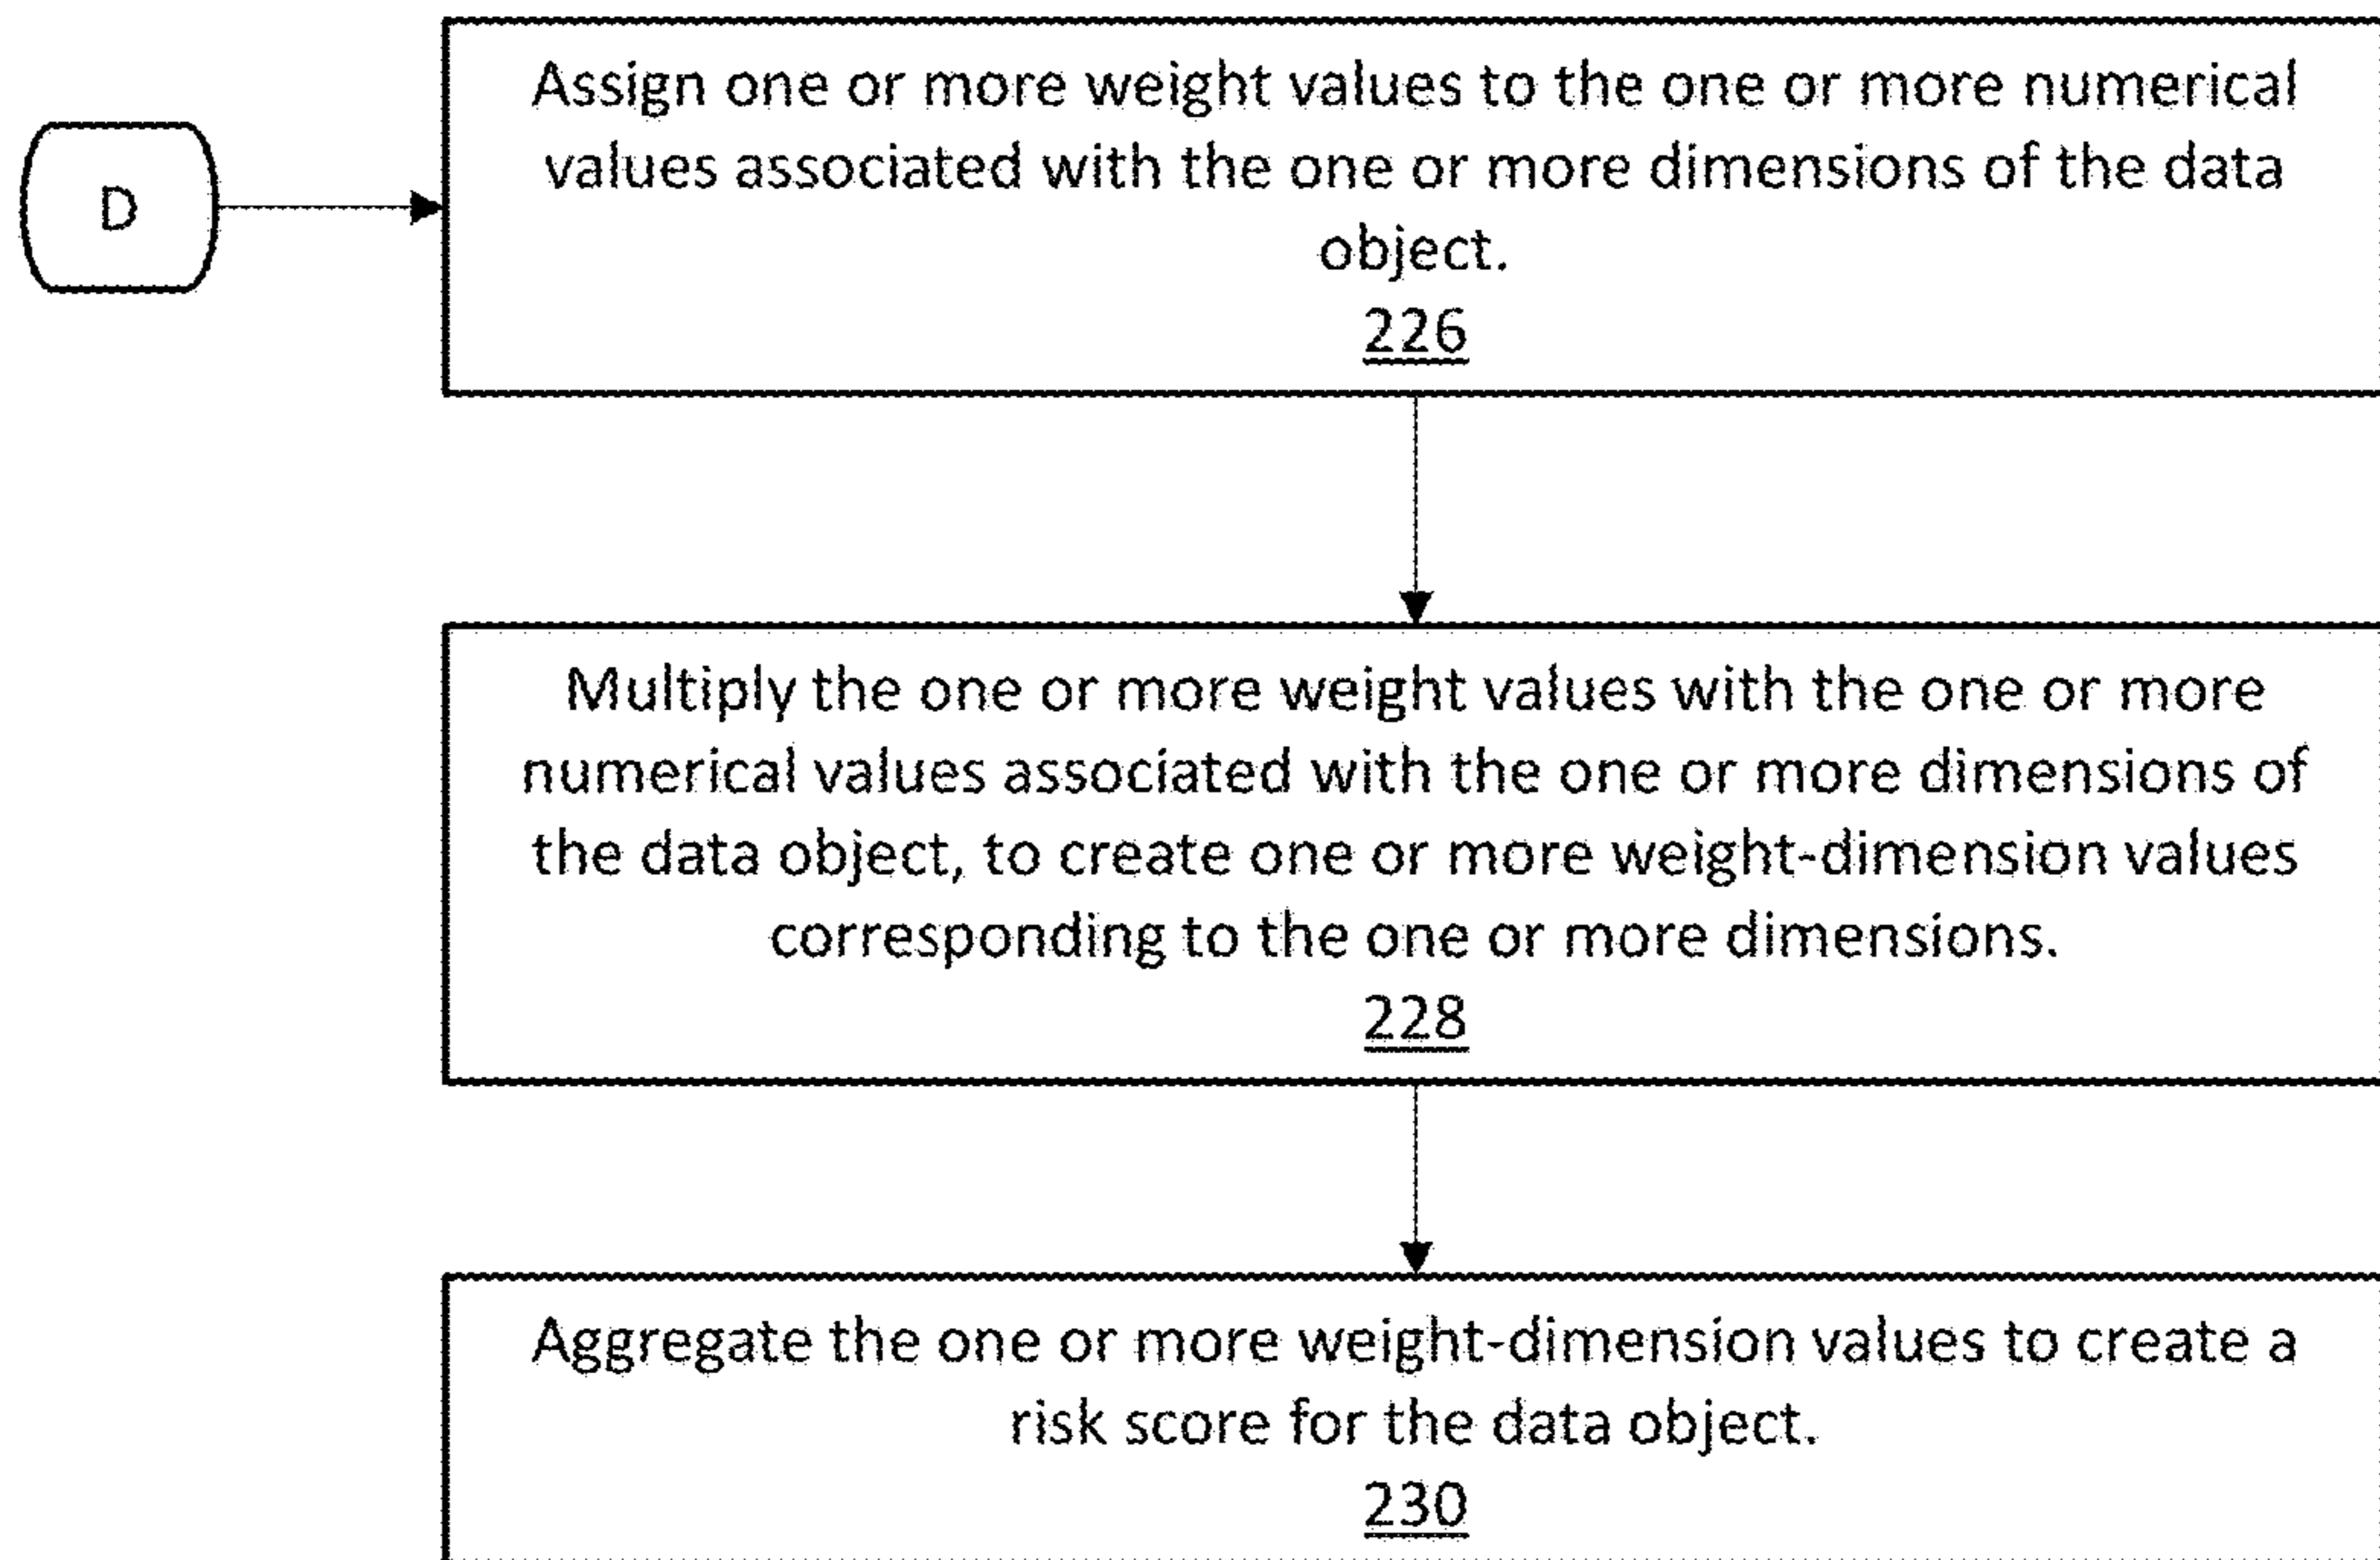 D
Assign one or more weight values to the one or more numerical
values associated with the one or more dimensions of the data
object.
226
Multiply the one or more weight values with the one or more
numerical values associated with the one or more dimensions of
the data object, to create one or more weight-dimension values
corresponding to the one or more dimensions.
228
Aggregate the one or more weight-dimension values to create a
risk score for the data object.
230